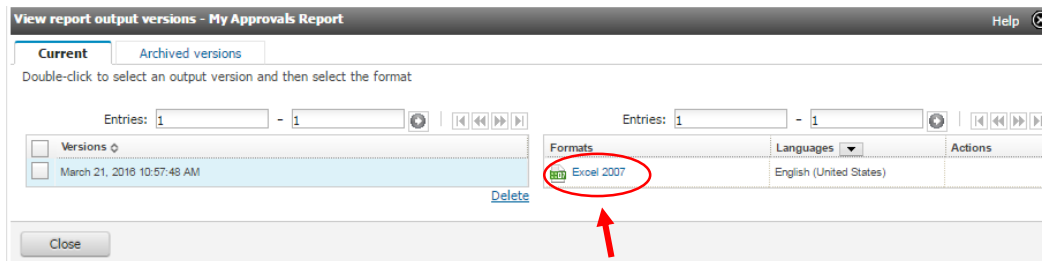 View report output versions - My Approvals Report Help
Current Archived versions
Double-click to select an output version and then select the format
Entries: 1 - 1 Entries: 1 - 1
Versions Formats Languages Actions
March 21, 2016 10:57:48 AM Excel 2007 English (United States)
Delete
Close